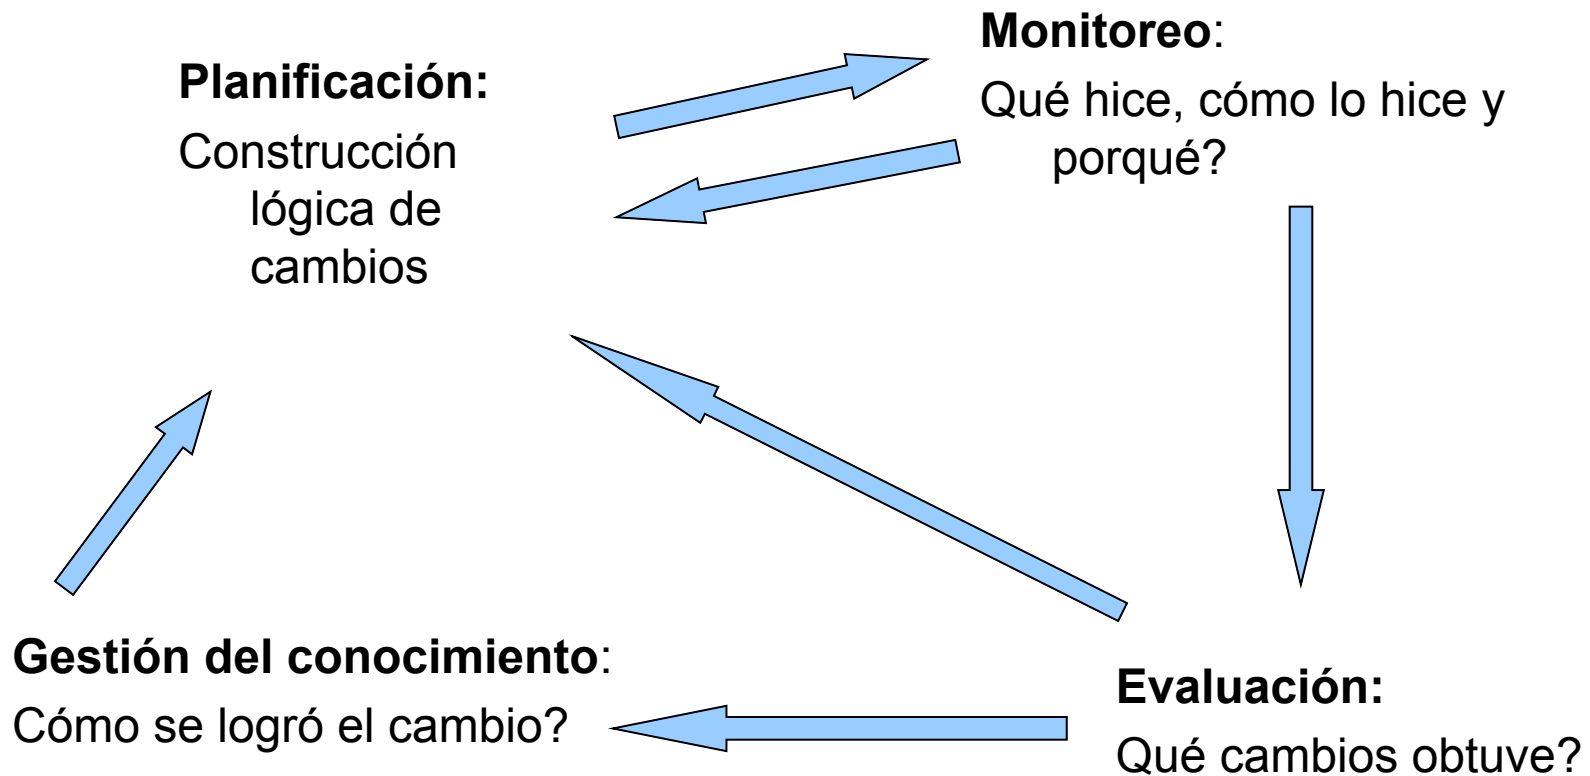 Planificación:
Construcción
lógica de
cambios
Monitoreo:
Qué hice, cómo lo hice y
porqué?
Gestión del conocimiento:
Cómo se logró el cambio?
Evaluación:
Qué cambios obtuve?